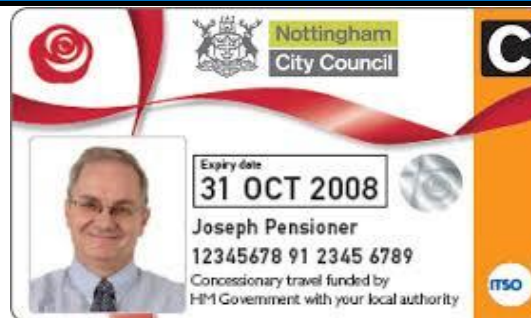 Nottingham
City Council
C
Expiry date
31 OCT 2008
Joseph Pensioner
12345678 91 2345 6789
Concessionary travel funded by
HM Government with your local authority
ITSO